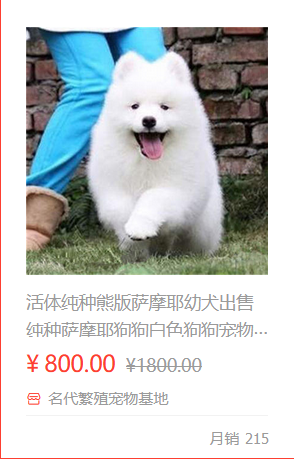 活体纯种熊版萨摩耶幼犬出售
纯种萨摩耶狗狗白色狗狗宠物...
¥ 800.00 ¥1800.00
名代繁殖宠物基地
月销 215